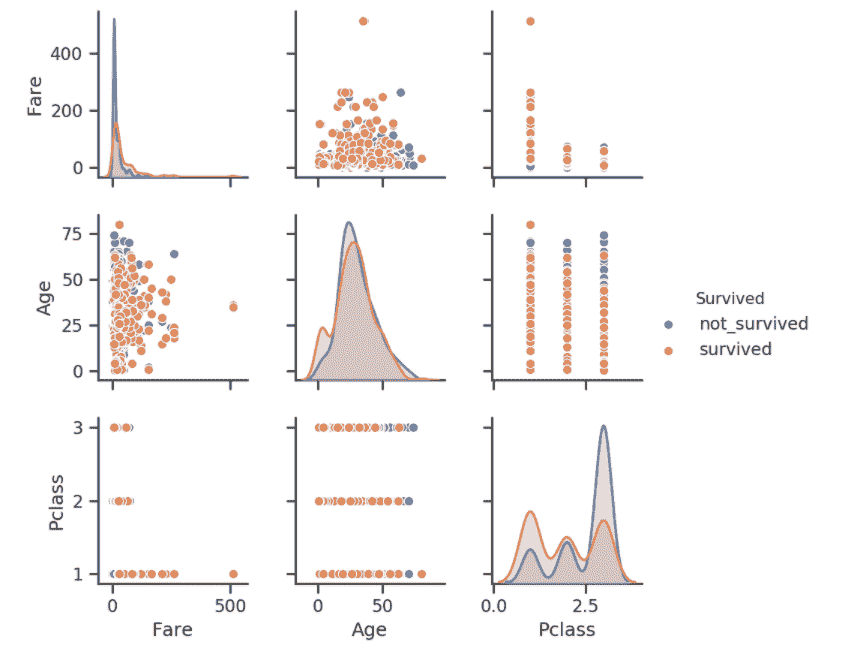 Fare
400
200
0
Age
75
50
25
0
Survived
not_survived
survived
Pclass
3
2
1
0 500
0 50
0.0 2.5
Fare
Age
Pclass